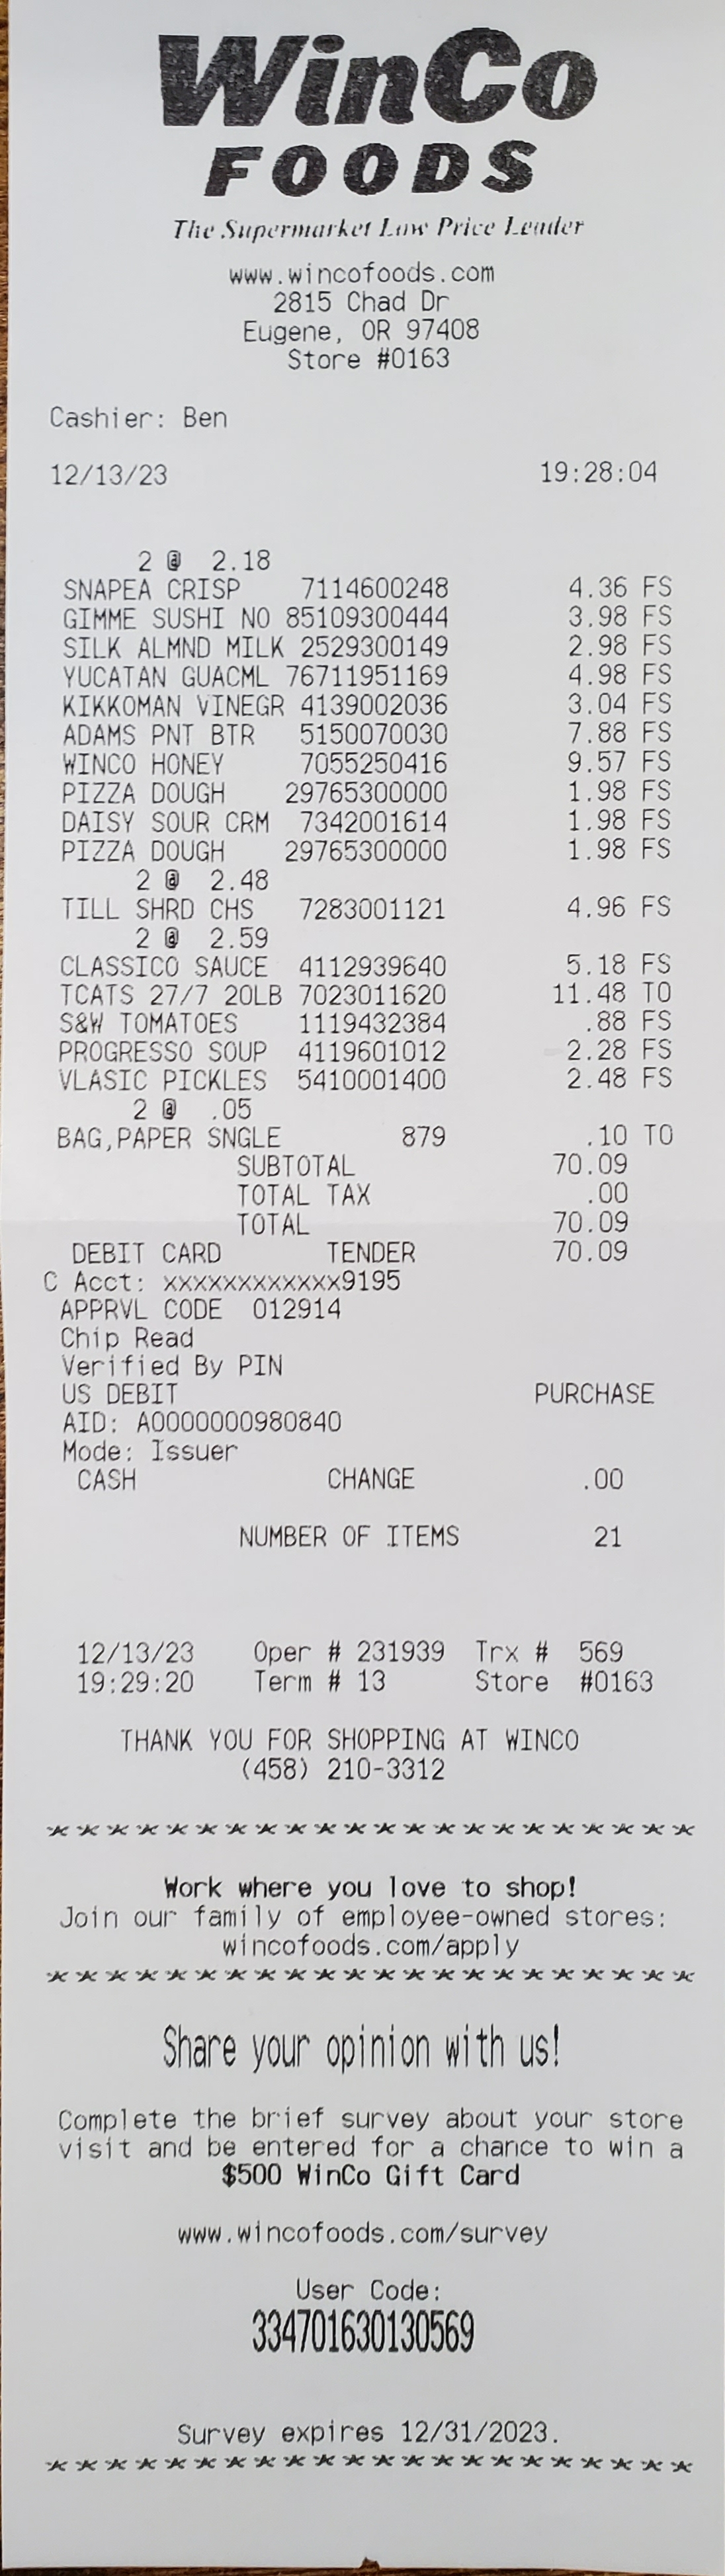 WinCo
FOODS
The Supermarket Low Price Leader
www.wincofoods.com
2815 Chad Dr
Eugene, OR 97408
Store #0163
Cashier: Ben
12/13/23 19:28:04
2 @ 2.18
SNAPEA CRISP 7114600248 4.36 FS
GIMME SUSHI NO 85109300444 3.98 FS
SILK ALMND MILK 2529300149 2.98 FS
YUCATAN GUACML 76711951169 4.98 FS
KIKKOMAN VINEGR 4139002036 3.04 FS
ADAMS PNT BTR 5150070030 7.88 FS
WINCO HONEY 7055250416 9.57 FS
PIZZA DOUGH 29765300000 1.98 FS
DAISY SOUR CRM 7342001614 1.98 FS
PIZZA DOUGH 29765300000 1.98 FS
2 @ 2.48
TILL SHRD CHS 7283001121 4.96 FS
2 @ 2.59
CLASSICO SAUCE 4112939640 5.18 FS
TCATS 27/7 20LB 7023011620 11.48 TO
S&W TOMATOES 1119432384 .88 FS
PROGRESSO SOUP 4119601012 2.28 FS
VLASIC PICKLES 5410001400 2.48 FS
2 @ .05
BAG,PAPER SNGLE 879 .10 TO
SUBTOTAL 70.09
TOTAL TAX .00
TOTAL 70.09
DEBIT CARD TENDER 70.09
C Acct: xxxxxxxxxxxx9195
APPRVL CODE 012914
Chip Read
Verified By PIN
US DEBIT PURCHASE
AID: A0000000980840
Mode: Issuer
CASH CHANGE .00
NUMBER OF ITEMS 21
12/13/23 Oper # 231939 Trx # 569
19:29:20 Term # 13 Store #0163
THANK YOU FOR SHOPPING AT WINCO
(458) 210-3312
**********************
Work where you love to shop!
Join our family of employee-owned stores:
wincofoods.com/apply
**********************
Share your opinion with us!
Complete the brief survey about your store
visit and be entered for a chance to win a
$500 WinCo Gift Card
www.wincofoods.com/survey
User Code:
334701630130569
Survey expires 12/31/2023.
**********************